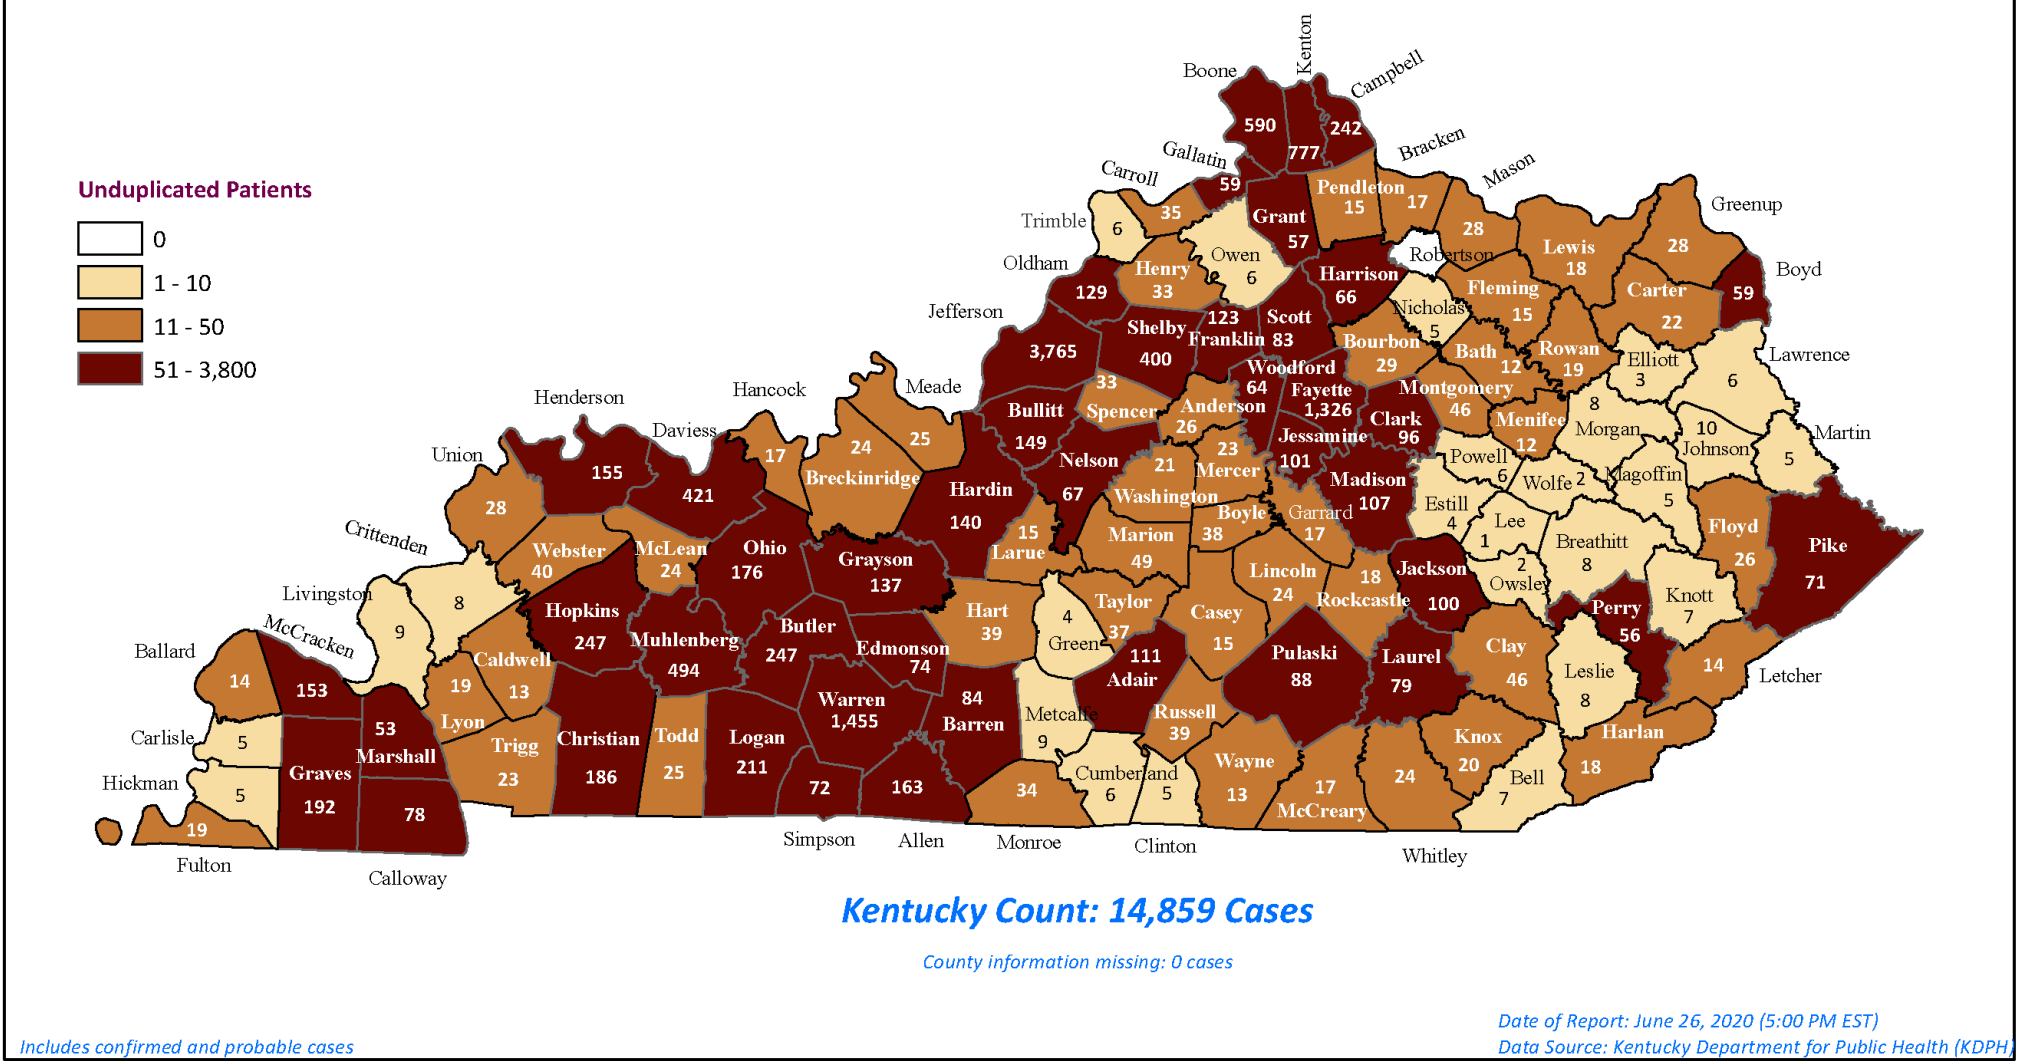 Kenton
Boone
Campbell
590
242
777
Gallatin
Bracken
Carroll
Mason
59
Pendleton
Unduplicated Patients
15
17
Greenup
Trimble
35
Grant
6
28
57
0
Owen
Robertson
Lewis
28
Oldham
Henry
6
Harrison
18
Boyd
1 - 10
129
33
66
Fleming
Carter
59
Jefferson
123
Scott
Nicholas
15
22
11 - 50
Shelby
Franklin
83
5
3,765
400
Bourbon
Bath
Rowan
Elliott
Lawrence
51 - 3,800
Woodford
29
12
19
3
6
Hancock
Meade
33
64
Fayette
Montgomery
Henderson
Bullitt
Spencer
Anderson
1,326
Clark
46
Menifee
8
Daviess
149
26
Jessamine
96
12
Morgan
10
Martin
Union
17
24
25
Nelson
21
23
101
Powell
Johnson
5
155
Breckinridge
67
Washington
Mercer
Madison
6
Wolfe
2
Magoffin
421
Hardin
107
Estill
5
28
140
15
Boyle
Garrard
4
Lee
Floyd
Crittenden
Webster
McLean
Ohio
Grayson
Larue
Marion
38
17
1
Breathitt
26
Pike
40
24
176
137
49
Lincoln
18
Jackson
2
8
71
Livingston
8
Hopkins
Hart
Taylor
24
Rockcastle
100
Owsley
Knott
9
247
Muhlenberg
Butler
39
4
37
Casey
Perry
7
McCracken
494
247
Edmonson
Green
15
56
Ballard
Caldwell
74
111
Pulaski
Laurel
Clay
Leslie
14
Letcher
14
153
19
13
Warren
84
Adair
88
79
46
8
53
Lyon
1,455
Barren
Metcalfe
Russell
Harlan
Carlisle
5
Marshall
Trigg
Christian
Todd
Logan
9
39
Knox
18
Hickman
Graves
23
186
25
211
Cumberland
Wayne
20
Bell
5
192
78
72
163
34
6
5
13
17
24
7
19
McCreary
Fulton
Simpson
Allen
Monroe
Clinton
Whitley
Calloway
Kentucky Count: 14,859 Cases
County information missing: 0 cases
Date of Report: June 26, 2020 (5:00 PM EST)
Includes confirmed and probable cases
Data Source: Kentucky Department for Public Health (KDPH)